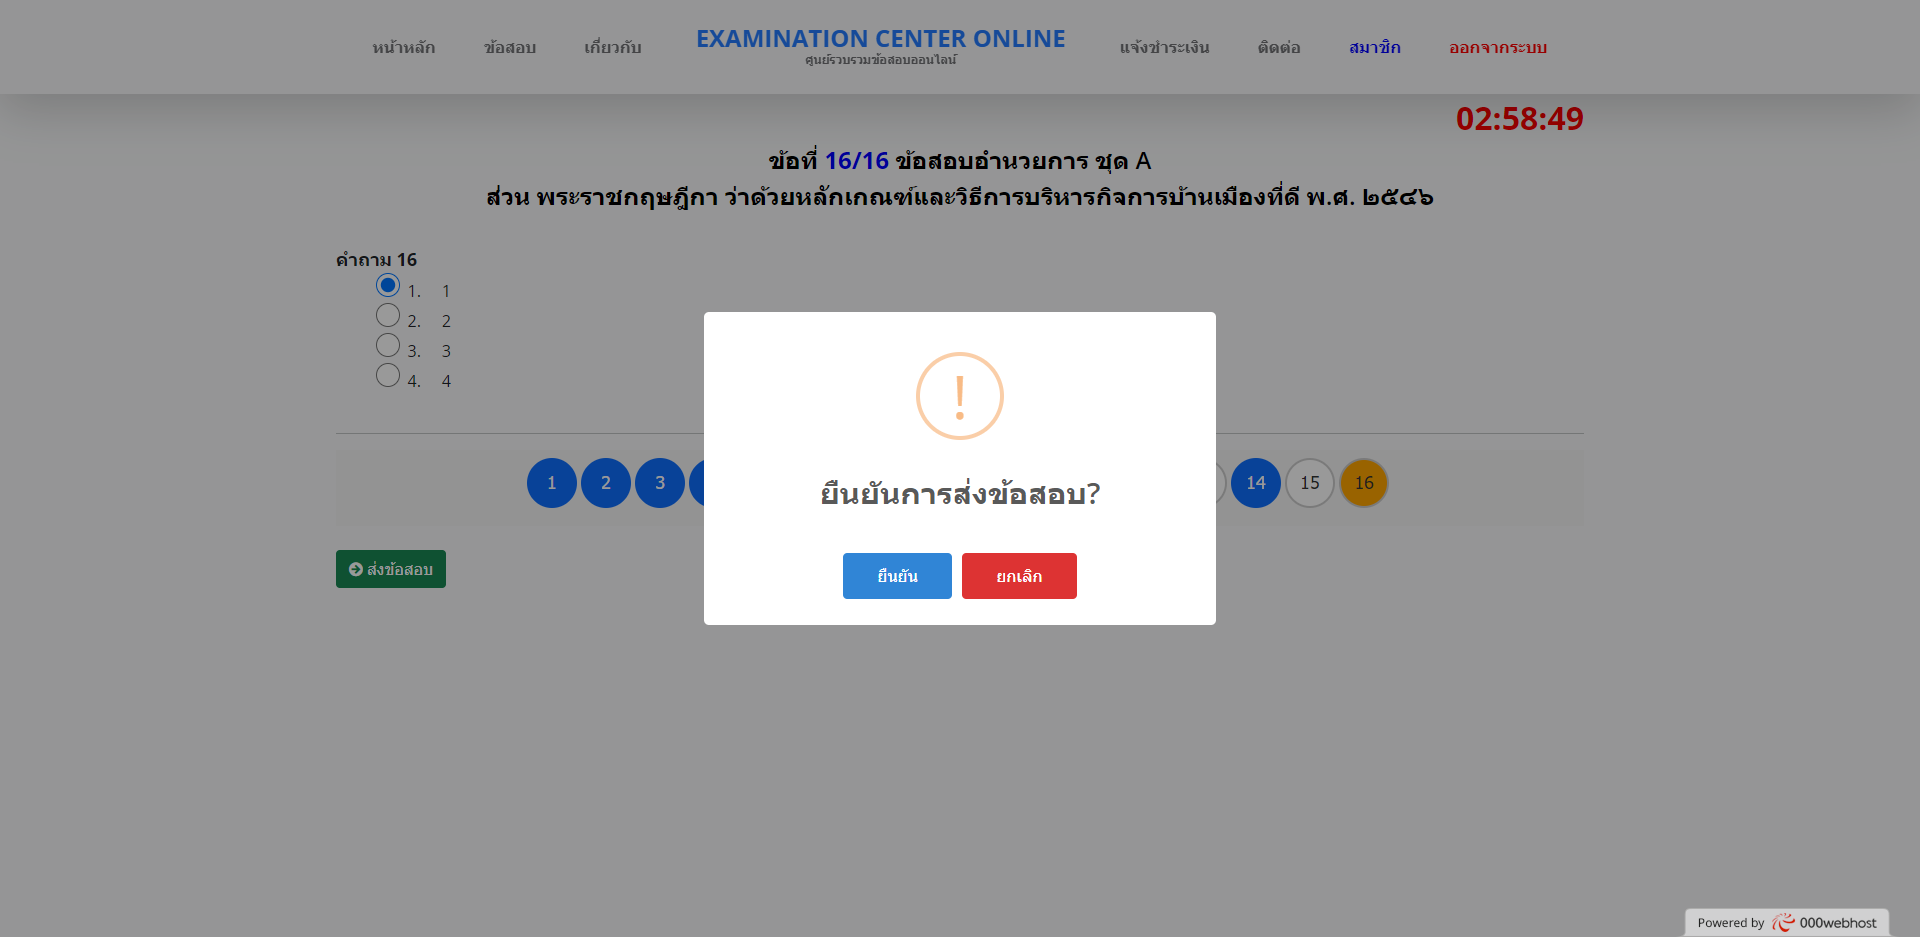 หน้าหลัก
ข้อสอบ
เกี่ยวกับ
EXAMINATION CENTER ONLINE
ศูนย์รวบรวมข้อสอบออนไลน์
แจ้งชำระเงิน
ติดต่อ
สมาชิก
ออกจากระบบ
02:58:49
ข้อที่ 16/16 ข้อสอบอำนวยการ ชุด A
ส่วน พระราชกฤษฎีกา ว่าด้วยหลักเกณฑ์และวิธีการบริหารกิจการบ้านเมืองที่ดี พ.ศ. ๒๕๔๖
คำถาม 16
1. 1
2. 2
3. 3
4. 4
ยืนยันการส่งข้อสอบ?
ยืนยัน
ยกเลิก
1 2 3 14 15 16
ส่งข้อสอบ
Powered by 000webhost